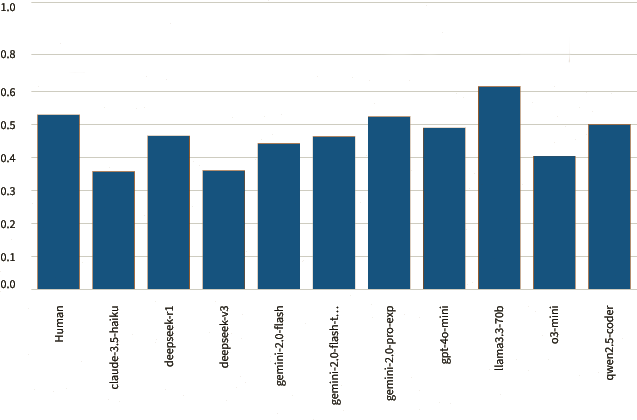 1.0
0.8
0.6
0.5
0.4
0.3
0.2
0.1
0.0
Human
claude-3.5-haiku
deepseek-r1
deepseek-v3
gemini-2.0-flash
gemini-2.0-flash-t...
gemini-2.0-pro-exp
gpt-4o-mini
llama3.3-70b
o3-mini
qwen2.5-coder